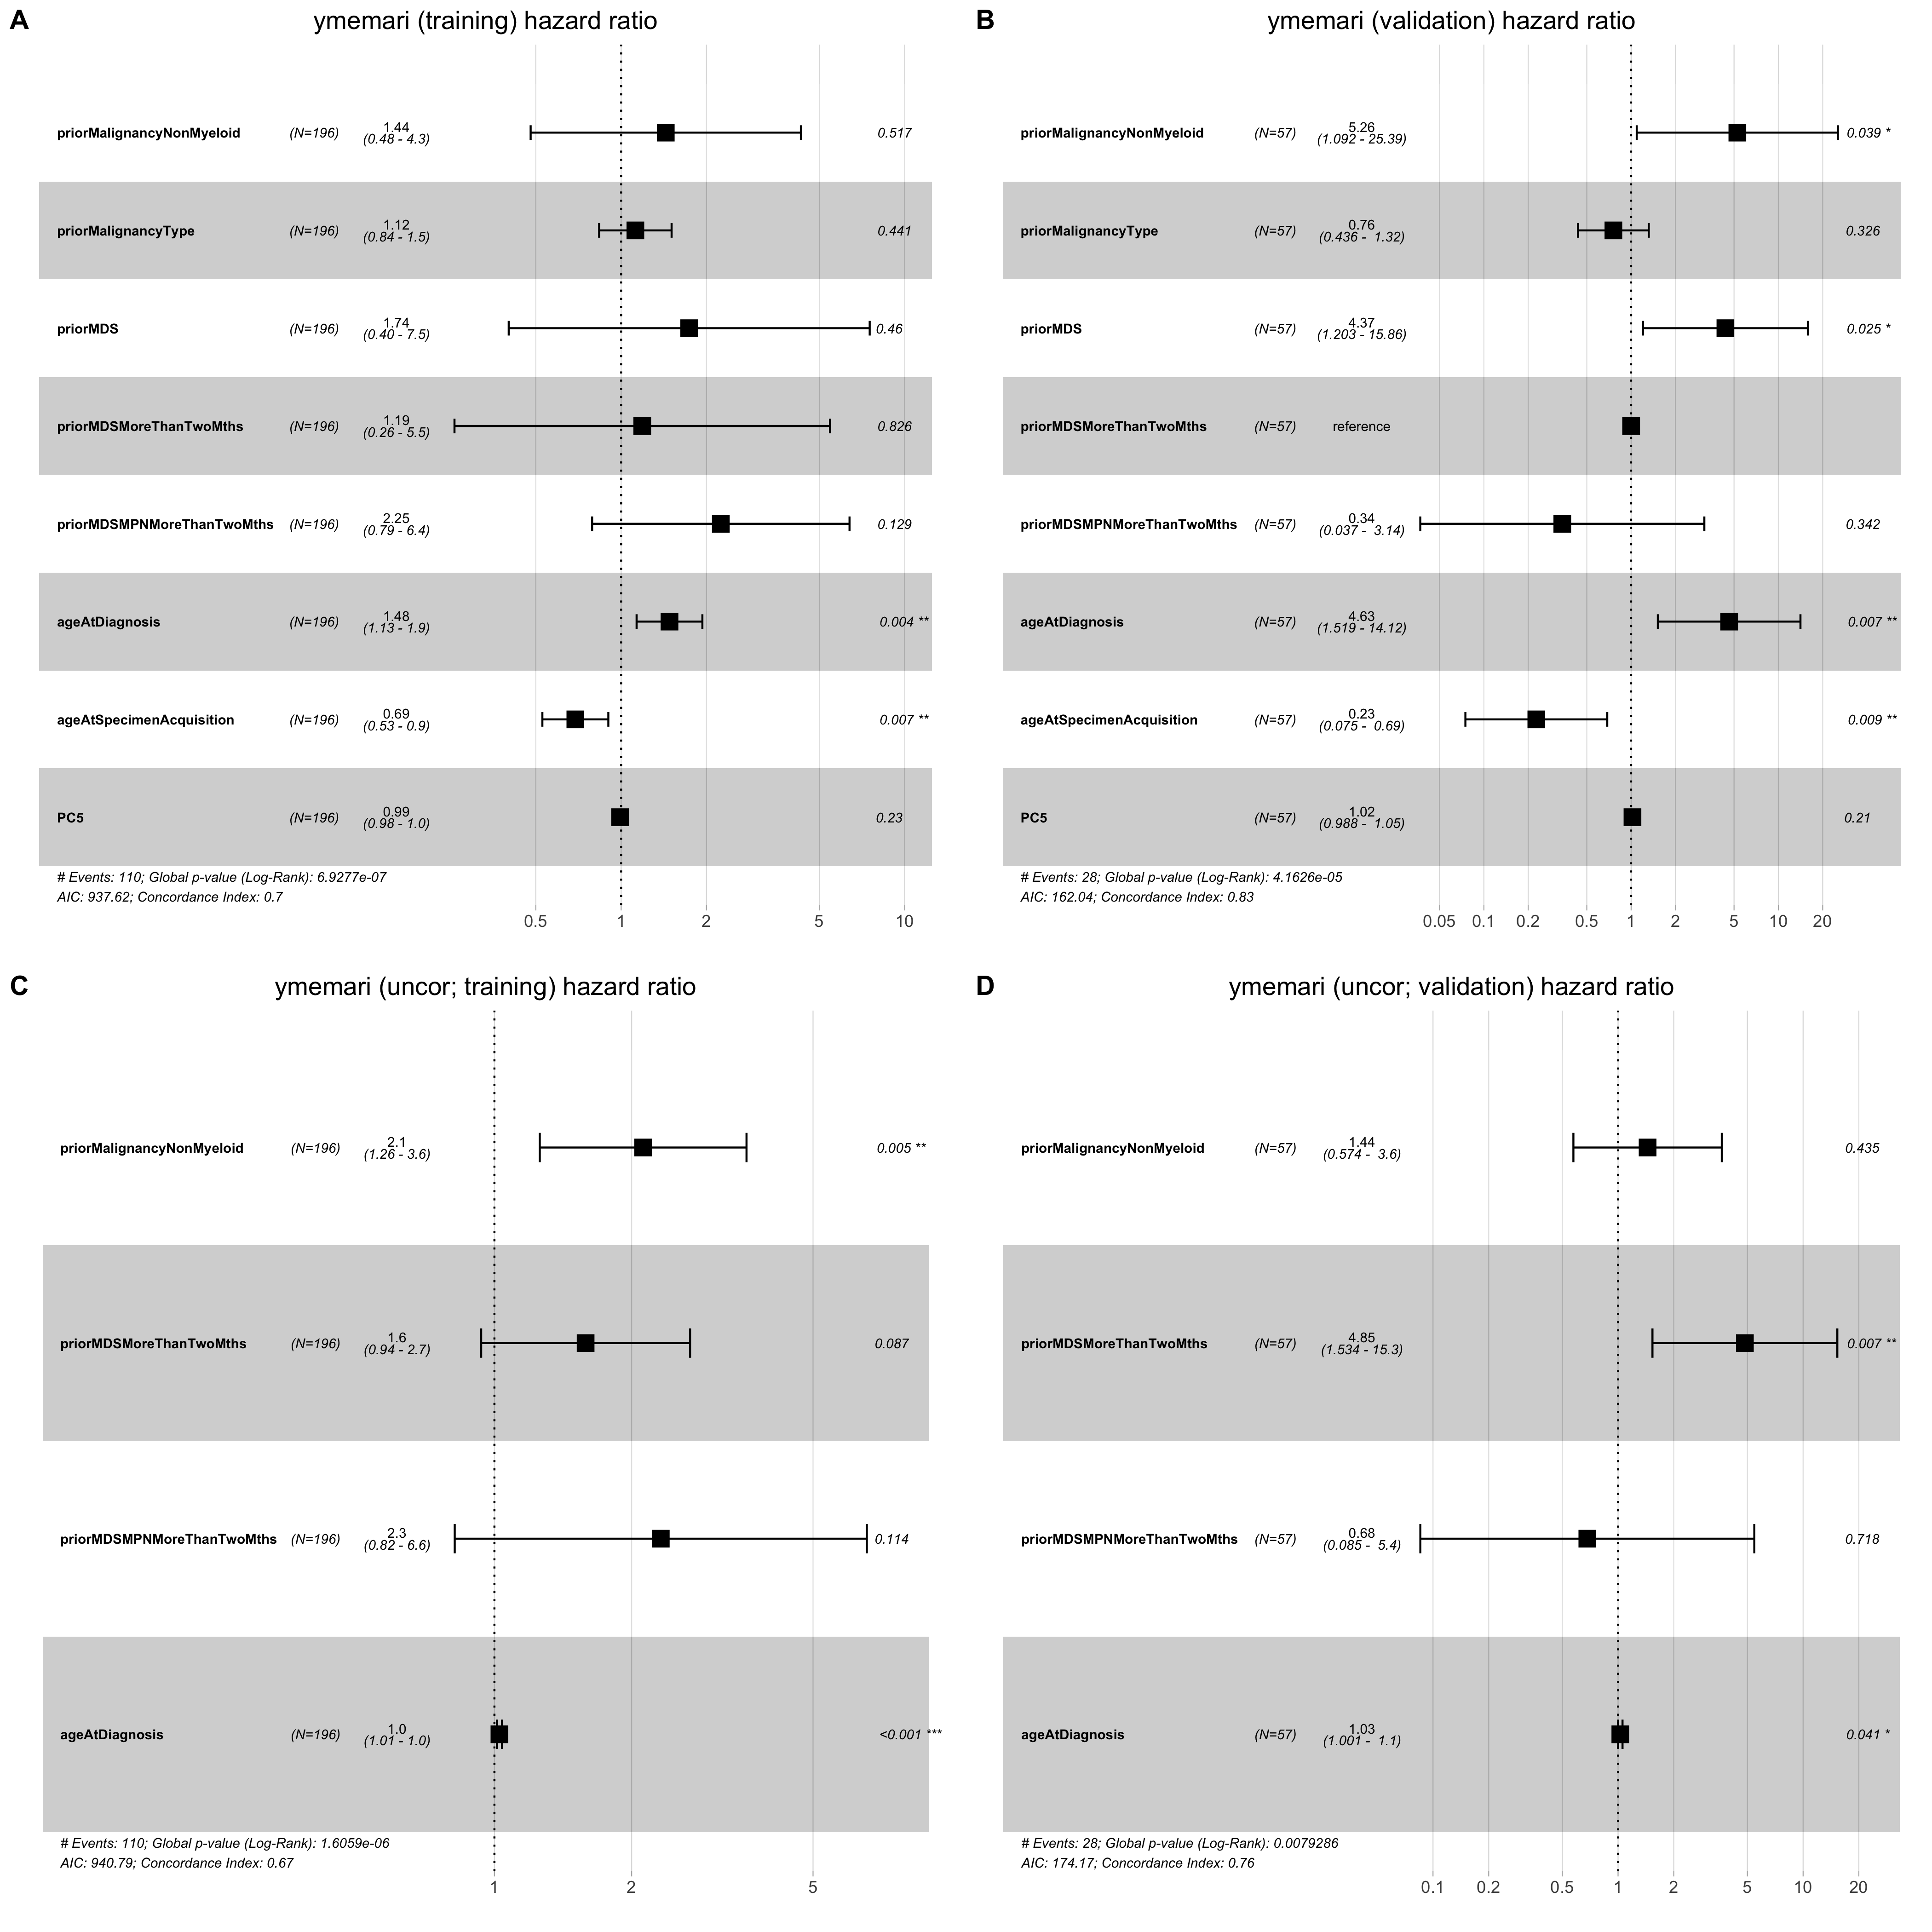 A
ymemari (training) hazard ratio
priorMalignancyNonMyeloid (N=196) 1.44 (0.48 - 4.3) 0.517
priorMalignancyType (N=196) 1.12 (0.84 - 1.5) 0.441
priorMDS (N=196) 1.74 (0.40 - 7.5) 0.46
priorMDSMoreThanTwoMths (N=196) 1.19 (0.26 - 5.5) 0.826
priorMDSMPNMoreThanTwoMths (N=196) 2.25 (0.79 - 6.4) 0.129
ageAtDiagnosis (N=196) 1.48 (1.13 - 1.9) 0.004 **
ageAtSpecimenAcquisition (N=196) 0.69 (0.53 - 0.9) 0.007 **
PC5 (N=196) 0.99 (0.98 - 1.0) 0.23
# Events: 110; Global p-value (Log-Rank): 6.9277e-07
AIC: 937.62; Concordance Index: 0.7
0.5 1 2 5 10
B
ymemari (validation) hazard ratio
priorMalignancyNonMyeloid (N=57) 5.26 (1.092 - 25.39) 0.039 *
priorMalignancyType (N=57) 0.76 (0.436 - 1.32) 0.326
priorMDS (N=57) 4.37 (1.203 - 15.86) 0.025 *
priorMDSMoreThanTwoMths (N=57) reference
priorMDSMPNMoreThanTwoMths (N=57) 0.34 (0.037 - 3.14) 0.342
ageAtDiagnosis (N=57) 4.63 (1.519 - 14.12) 0.007 **
ageAtSpecimenAcquisition (N=57) 0.23 (0.075 - 0.69) 0.009 **
PC5 (N=57) 1.02 (0.988 - 1.05) 0.21
# Events: 28; Global p-value (Log-Rank): 4.1626e-05
AIC: 162.04; Concordance Index: 0.83
0.05 0.1 0.2 0.5 1 2 5 10 20
C
ymemari (uncor; training) hazard ratio
priorMalignancyNonMyeloid (N=196) 2.1 (1.26 - 3.6) 0.005 **
priorMDSMoreThanTwoMths (N=196) 1.6 (0.94 - 2.7) 0.087
priorMDSMPNMoreThanTwoMths (N=196) 2.3 (0.82 - 6.6) 0.114
ageAtDiagnosis (N=196) 1.0 (1.01 - 1.0) <0.001 ***
# Events: 110; Global p-value (Log-Rank): 1.6059e-06
AIC: 940.79; Concordance Index: 0.67
1 2 5
D
ymemari (uncor; validation) hazard ratio
priorMalignancyNonMyeloid (N=57) 1.44 (0.574 - 3.6) 0.435
priorMDSMoreThanTwoMths (N=57) 4.85 (1.534 - 15.3) 0.007 **
priorMDSMPNMoreThanTwoMths (N=57) 0.68 (0.085 - 5.4) 0.718
ageAtDiagnosis (N=57) 1.03 (1.001 - 1.1) 0.041 *
# Events: 28; Global p-value (Log-Rank): 0.0079286
AIC: 174.17; Concordance Index: 0.76
0.1 0.2 0.5 1 2 5 10 20